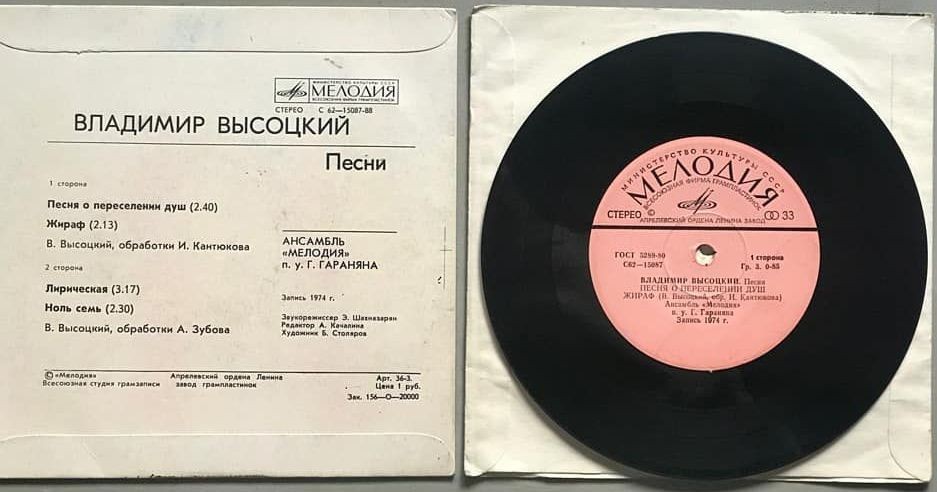 МИНИСТЕРСТВО КУЛЬТУРЫ СССР
МЕЛОДИЯ
ВСЕСОЮЗНАЯ ФИРМА ГРАМПЛАСТИНОК
СТЕРЕО С 62—15087-88
ВЛАДИМИР ВЫСОЦКИЙ
Песни
1 сторона
Песня о переселении душ (2.40)
Жираф (2.13)
В. Высоцкий, обработки И. Кантюкова
2 сторона
Лирическая (3.17)
Ноль семь (2.30)
В. Высоцкий, обработки А. Зубова
АНСАМБЛЬ
«МЕЛОДИЯ»
п. у. Г. ГАРАНЯНА
Запись 1974 г.
Звукорежиссер Э. Шахназарян
Редактор А. Качалина
Художник Б. Столяров
© «Мелодия»
Всесоюзная студия грамзаписи
Апрелевский ордена Ленина
завод грампластинок
Арт. 36-3.
Цена 1 руб.
Зак. 156—О—20000
МИНИСТЕРСТВО КУЛЬТУРЫ СССР
МЕЛОДИЯ
© ВСЕСОЮЗНАЯ ФИРМА ГРАМПЛАСТИНОК
АПРЕЛЕВСКИЙ ОРДЕНА ЛЕНИНА ЗАВОД
СТЕРЕО 33
ГОСТ 5289-80
С62—15087
1 сторона
Гр. 3. 0-85
ВЛАДИМИР ВЫСОЦКИЙ. Песни
ПЕСНЯ О ПЕРЕСЕЛЕНИИ ДУШ
ЖИРАФ (В. Высоцкий, обр. И. Кантюкова)
Ансамбль «Мелодия»
п. у. Г. Гараняна
Запись 1974 г.